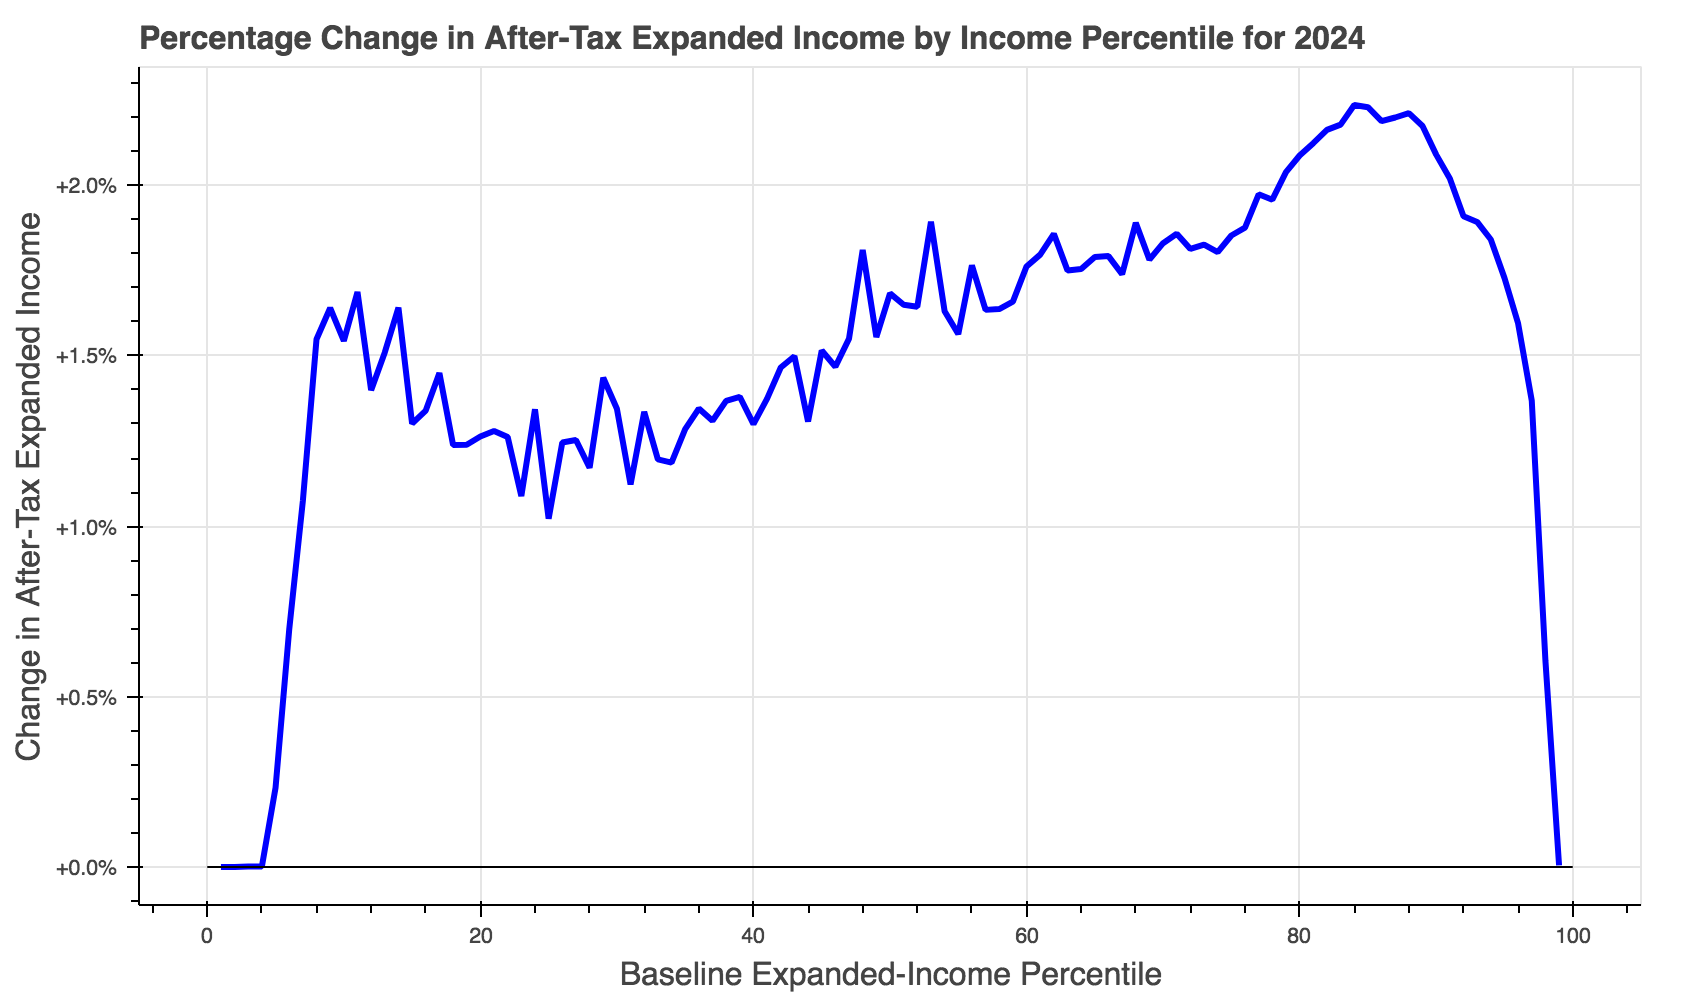 Percentage Change in After-Tax Expanded Income by Income Percentile for 2024
Change in After-Tax Expanded Income
+2.0%
+1.5%
+1.0%
+0.5%
+0.0%
0 20 40 60 80 100
Baseline Expanded-Income Percentile